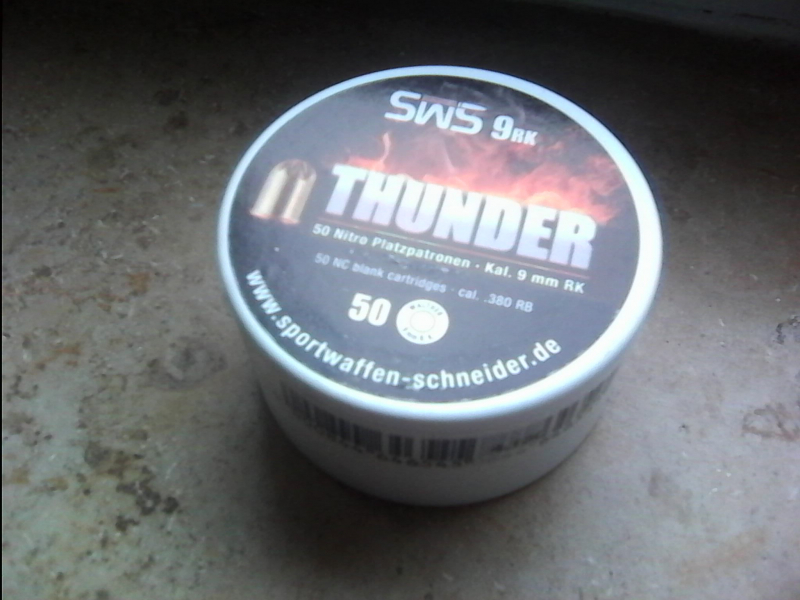 SWS 9RK
THUNDER
50 Nitro Platzpatronen · Kal. 9 mm RK
50 NC blank cartridges · cal. .380 RB
50
www.sportwaffen-schneider.de